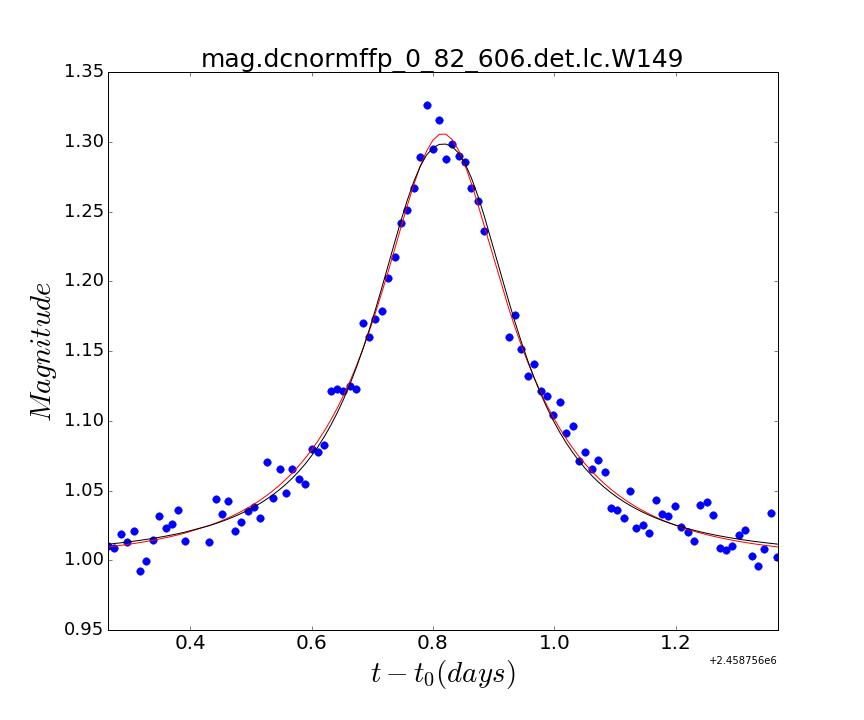 mag.dcnormffp_0_82_606.det.lc.W149
1.35
1.30
1.25
1.20
1.15
1.10
1.05
1.00
0.95
Magnitude
0.4 0.6 0.8 1.0 1.2
+2.458756e6
t − t₀(days)